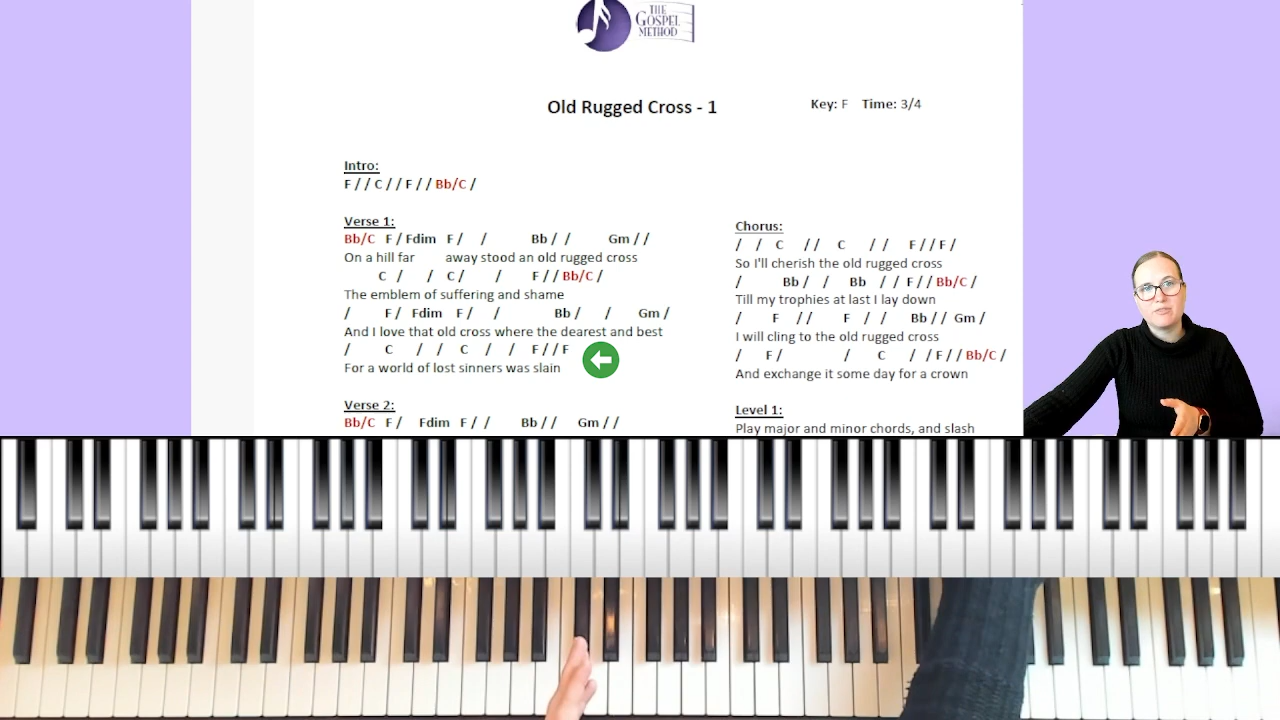 THE
GOSPEL
METHOD
Old Rugged Cross - 1
Key: F Time: 3/4
Intro:
F / / C / / F / / Bb/C /
Verse 1:
Bb/C F / Fdim F / / Bb / / Gm / /
On a hill far away stood an old rugged cross
C / / C / / F / / Bb/C /
The emblem of suffering and shame
/ F / Fdim F / / Bb / / Gm /
And I love that old cross where the dearest and best
/ C / / C / / F / / F
For a world of lost sinners was slain
Verse 2:
Bb/C F / Fdim F / / Bb / / Gm / /
Chorus:
/ / C / / C / / F / / F /
So I'll cherish the old rugged cross
/ Bb / / Bb / / F / / Bb/C /
Till my trophies at last I lay down
/ F / / F / / Bb / / Gm /
I will cling to the old rugged cross
/ F / / C / / F / / Bb/C /
And exchange it some day for a crown
Level 1:
Play major and minor chords, and slash